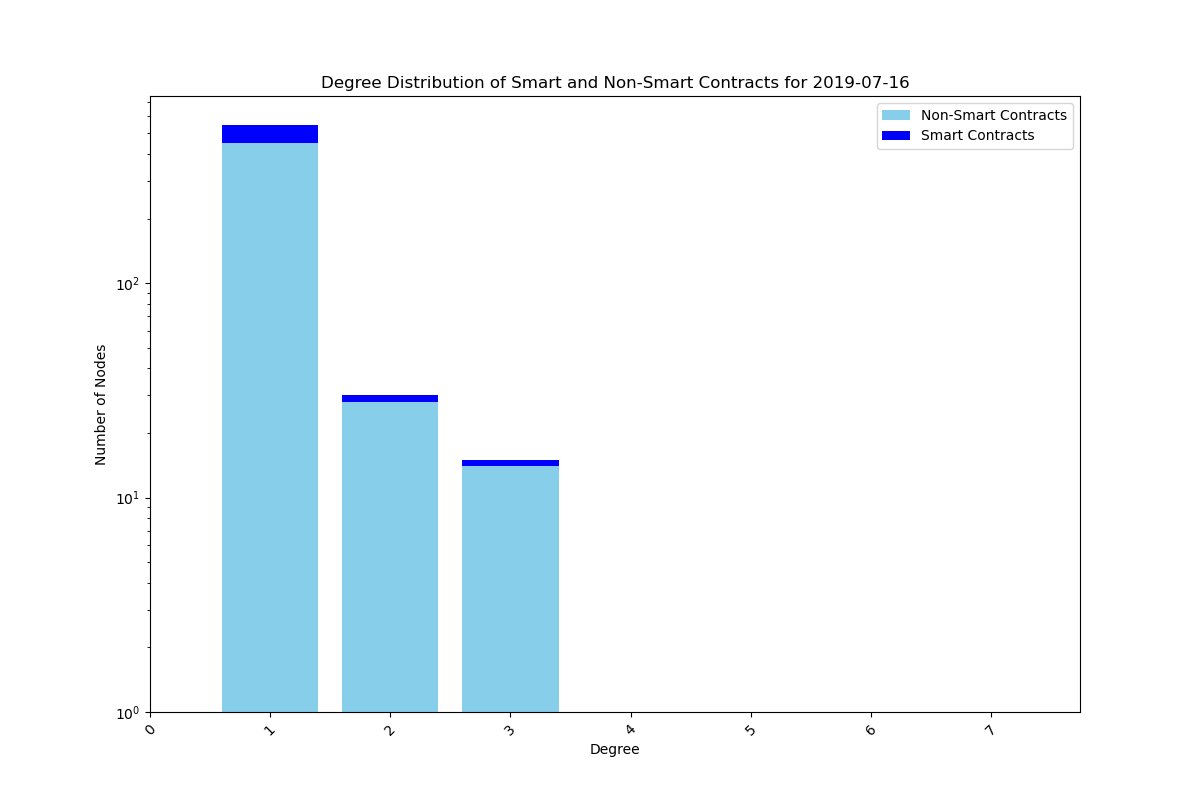 Degree Distribution of Smart and Non-Smart Contracts for 2019-07-16
Non-Smart Contracts
Smart Contracts
Number of Nodes
10²
10¹
10⁰
0 1 2 3 4 5 6 7
Degree